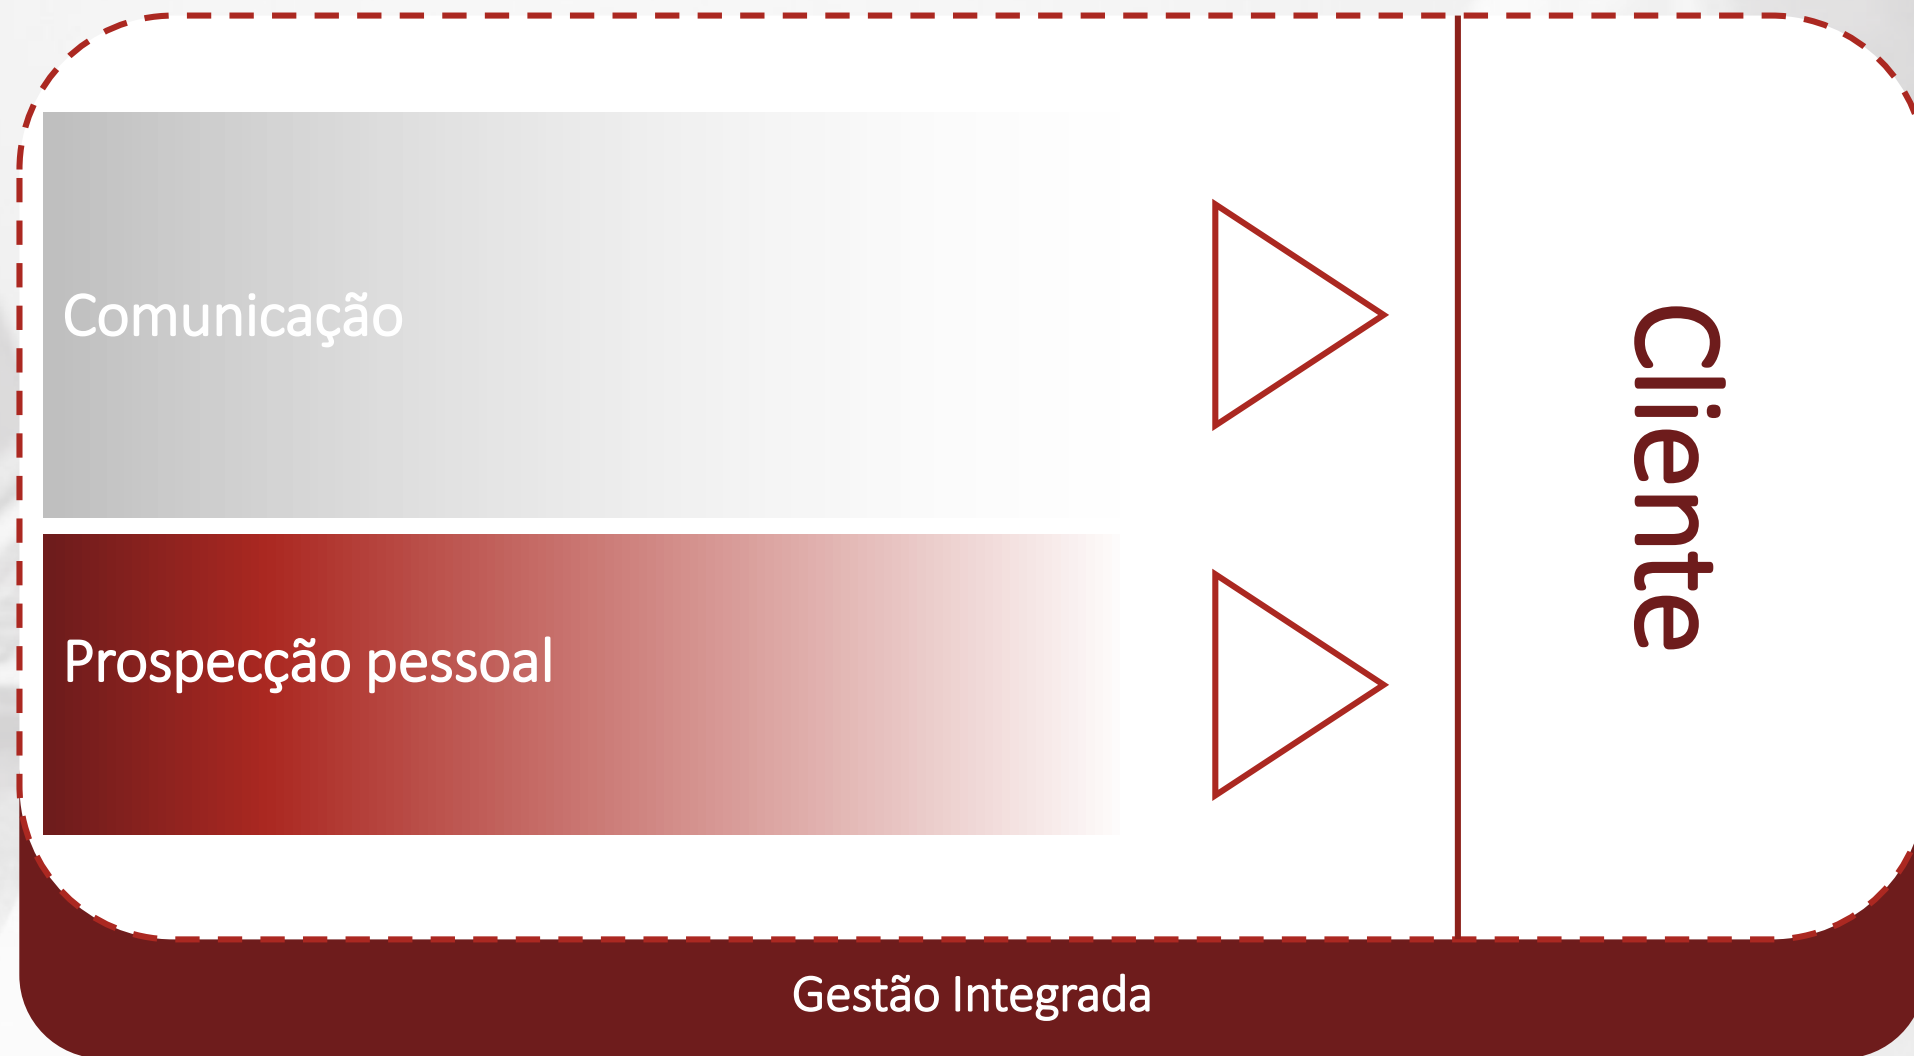 Comunicação
Prospecção pessoal
Cliente
Gestão Integrada